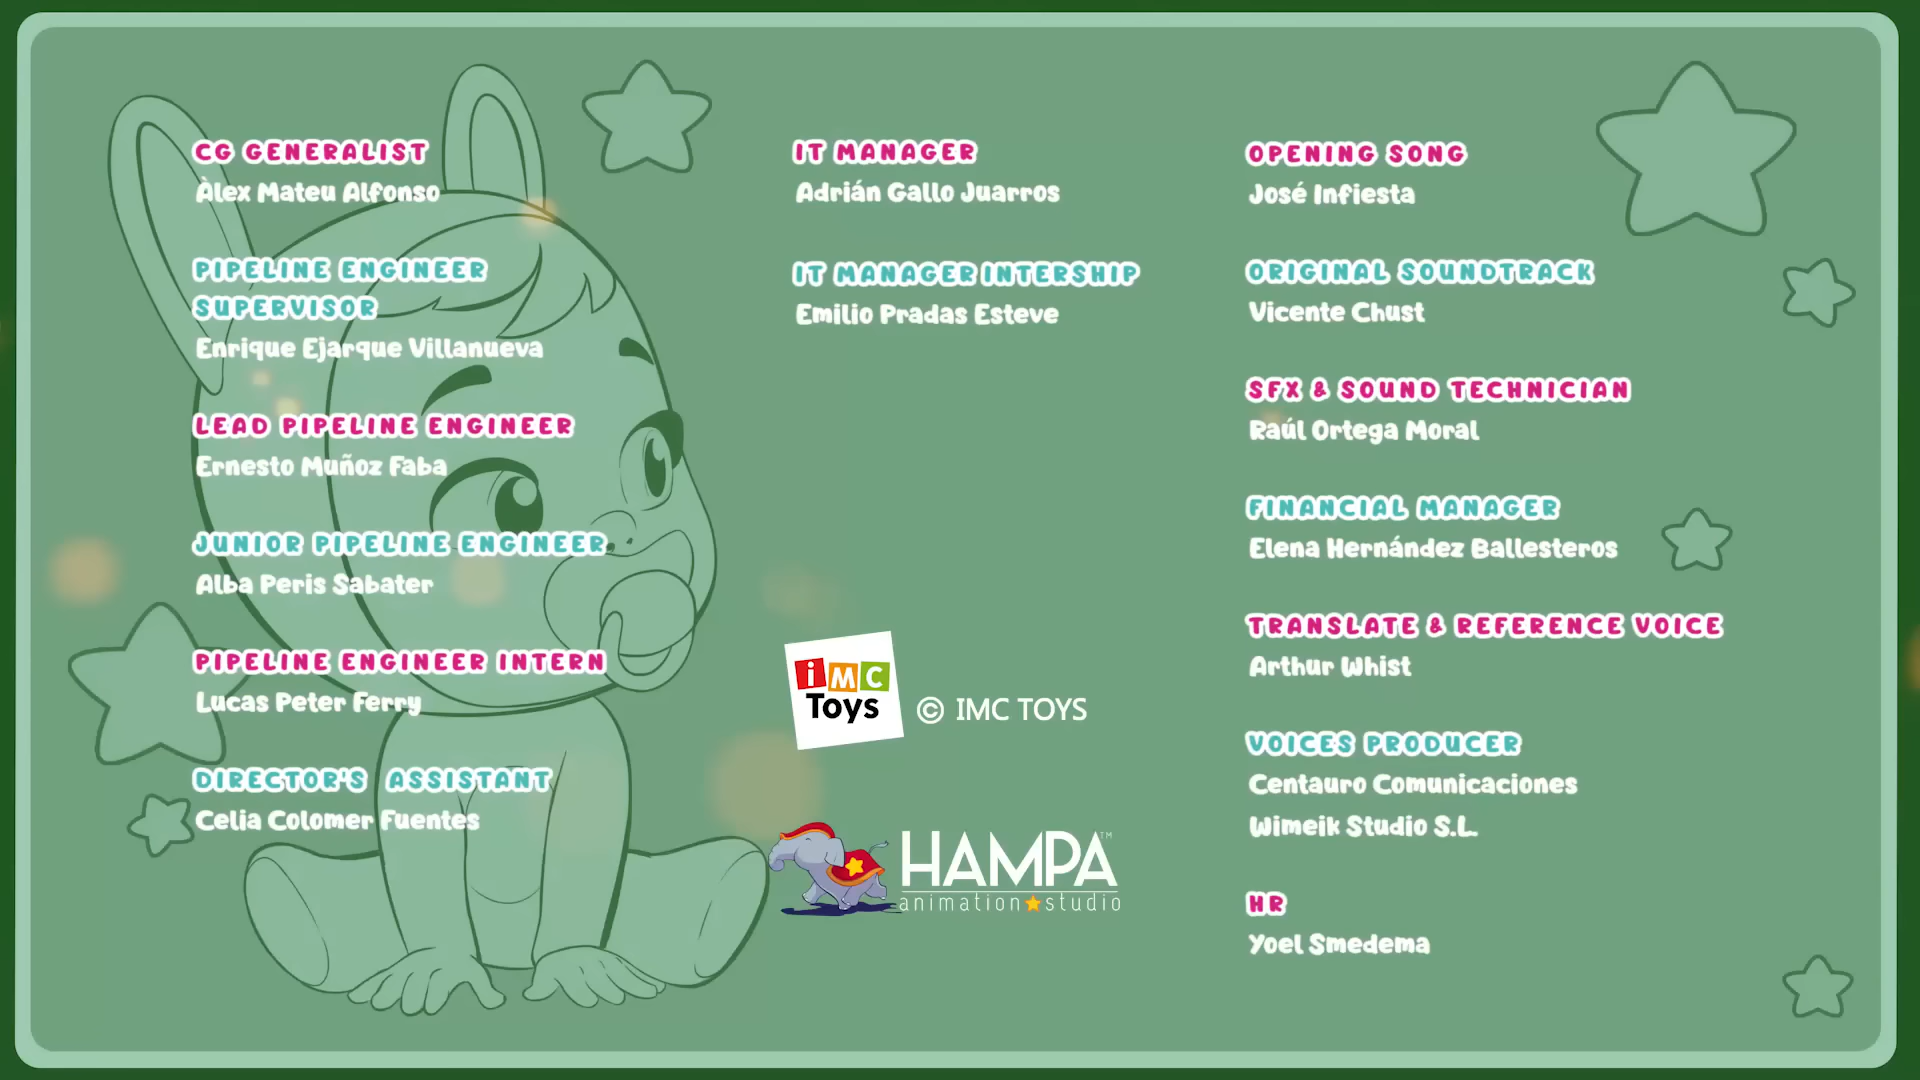 CG GENERALIST
Àlex Mateu Alfonso
PIPELINE ENGINEER
SUPERVISOR
Enrique Ejarque Villanueva
LEAD PIPELINE ENGINEER
Ernesto Muñoz Faba
JUNIOR PIPELINE ENGINEER
Alba Peris Sabater
PIPELINE ENGINEER INTERN
Lucas Peter Ferry
DIRECTOR'S ASSISTANT
Celia Colomer Fuentes
IT MANAGER
Adrián Gallo Juarros
IT MANAGER INTERSHIP
Emilio Pradas Esteve
iMC
Toys
© IMC TOYS
HAMPA™
animation studio
OPENING SONG
José Infiesta
ORIGINAL SOUNDTRACK
Vicente Chust
SFX & SOUND TECHNICIAN
Raúl Ortega Moral
FINANCIAL MANAGER
Elena Hernández Ballesteros
TRANSLATE & REFERENCE VOICE
Arthur Whist
VOICES PRODUCER
Centauro Comunicaciones
Wimeik Studio S.L.
HR
Yoel Smedema